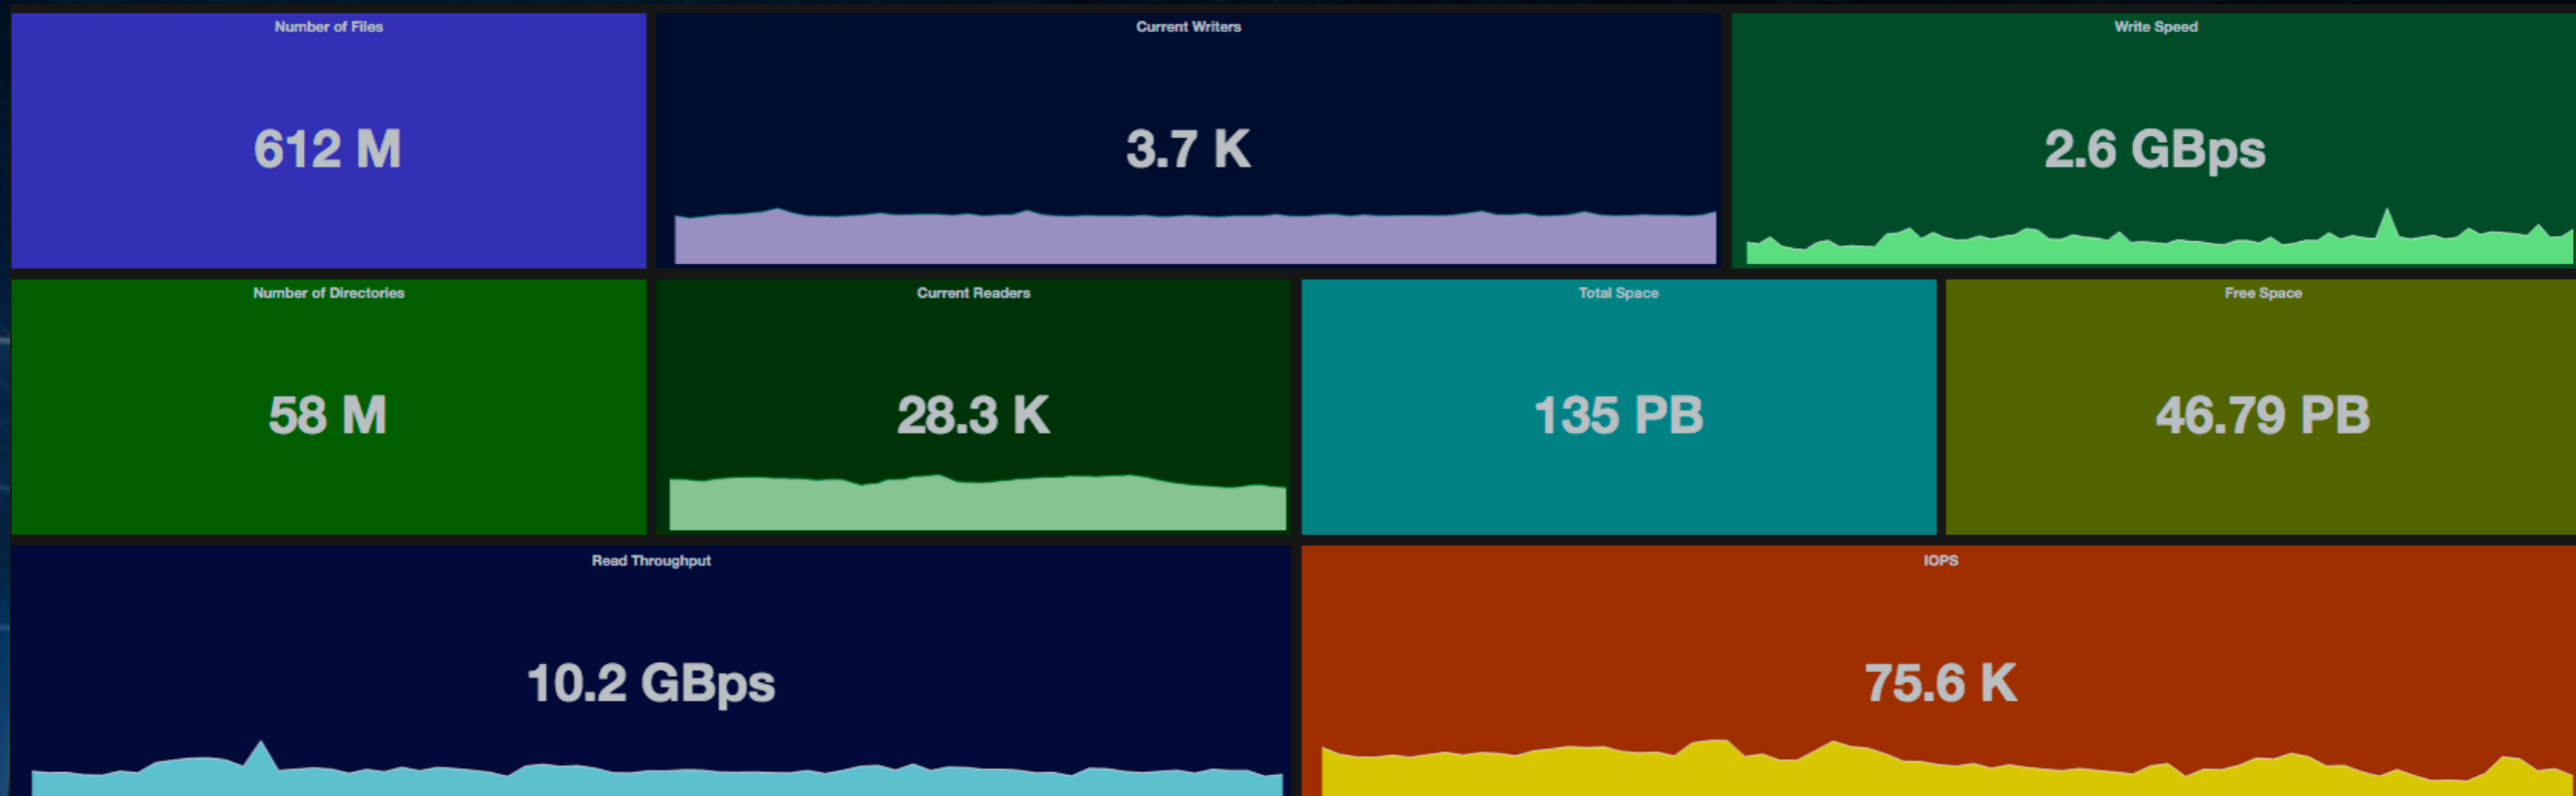 Number of Files
612 M
Current Writers
3.7 K
Write Speed
2.6 GBps
Number of Directories
58 M
Current Readers
28.3 K
Total Space
135 PB
Free Space
46.79 PB
Read Throughput
10.2 GBps
IOPS
75.6 K